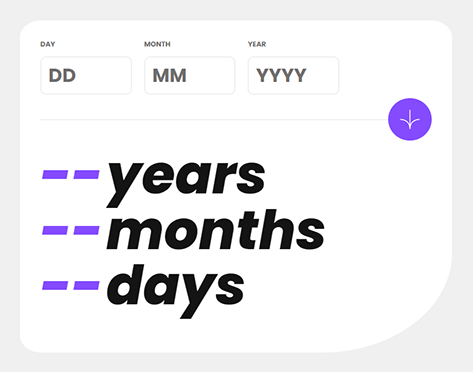 DAY MONTH YEAR
DD MM YYYY
--years
--months
--days